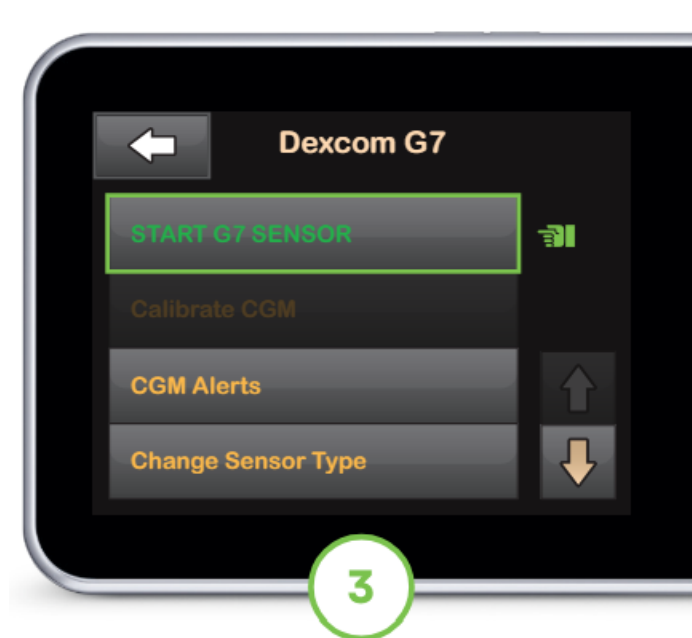 Dexcom G7
START G7 SENSOR
Calibrate CGM
CGM Alerts
Change Sensor Type
3